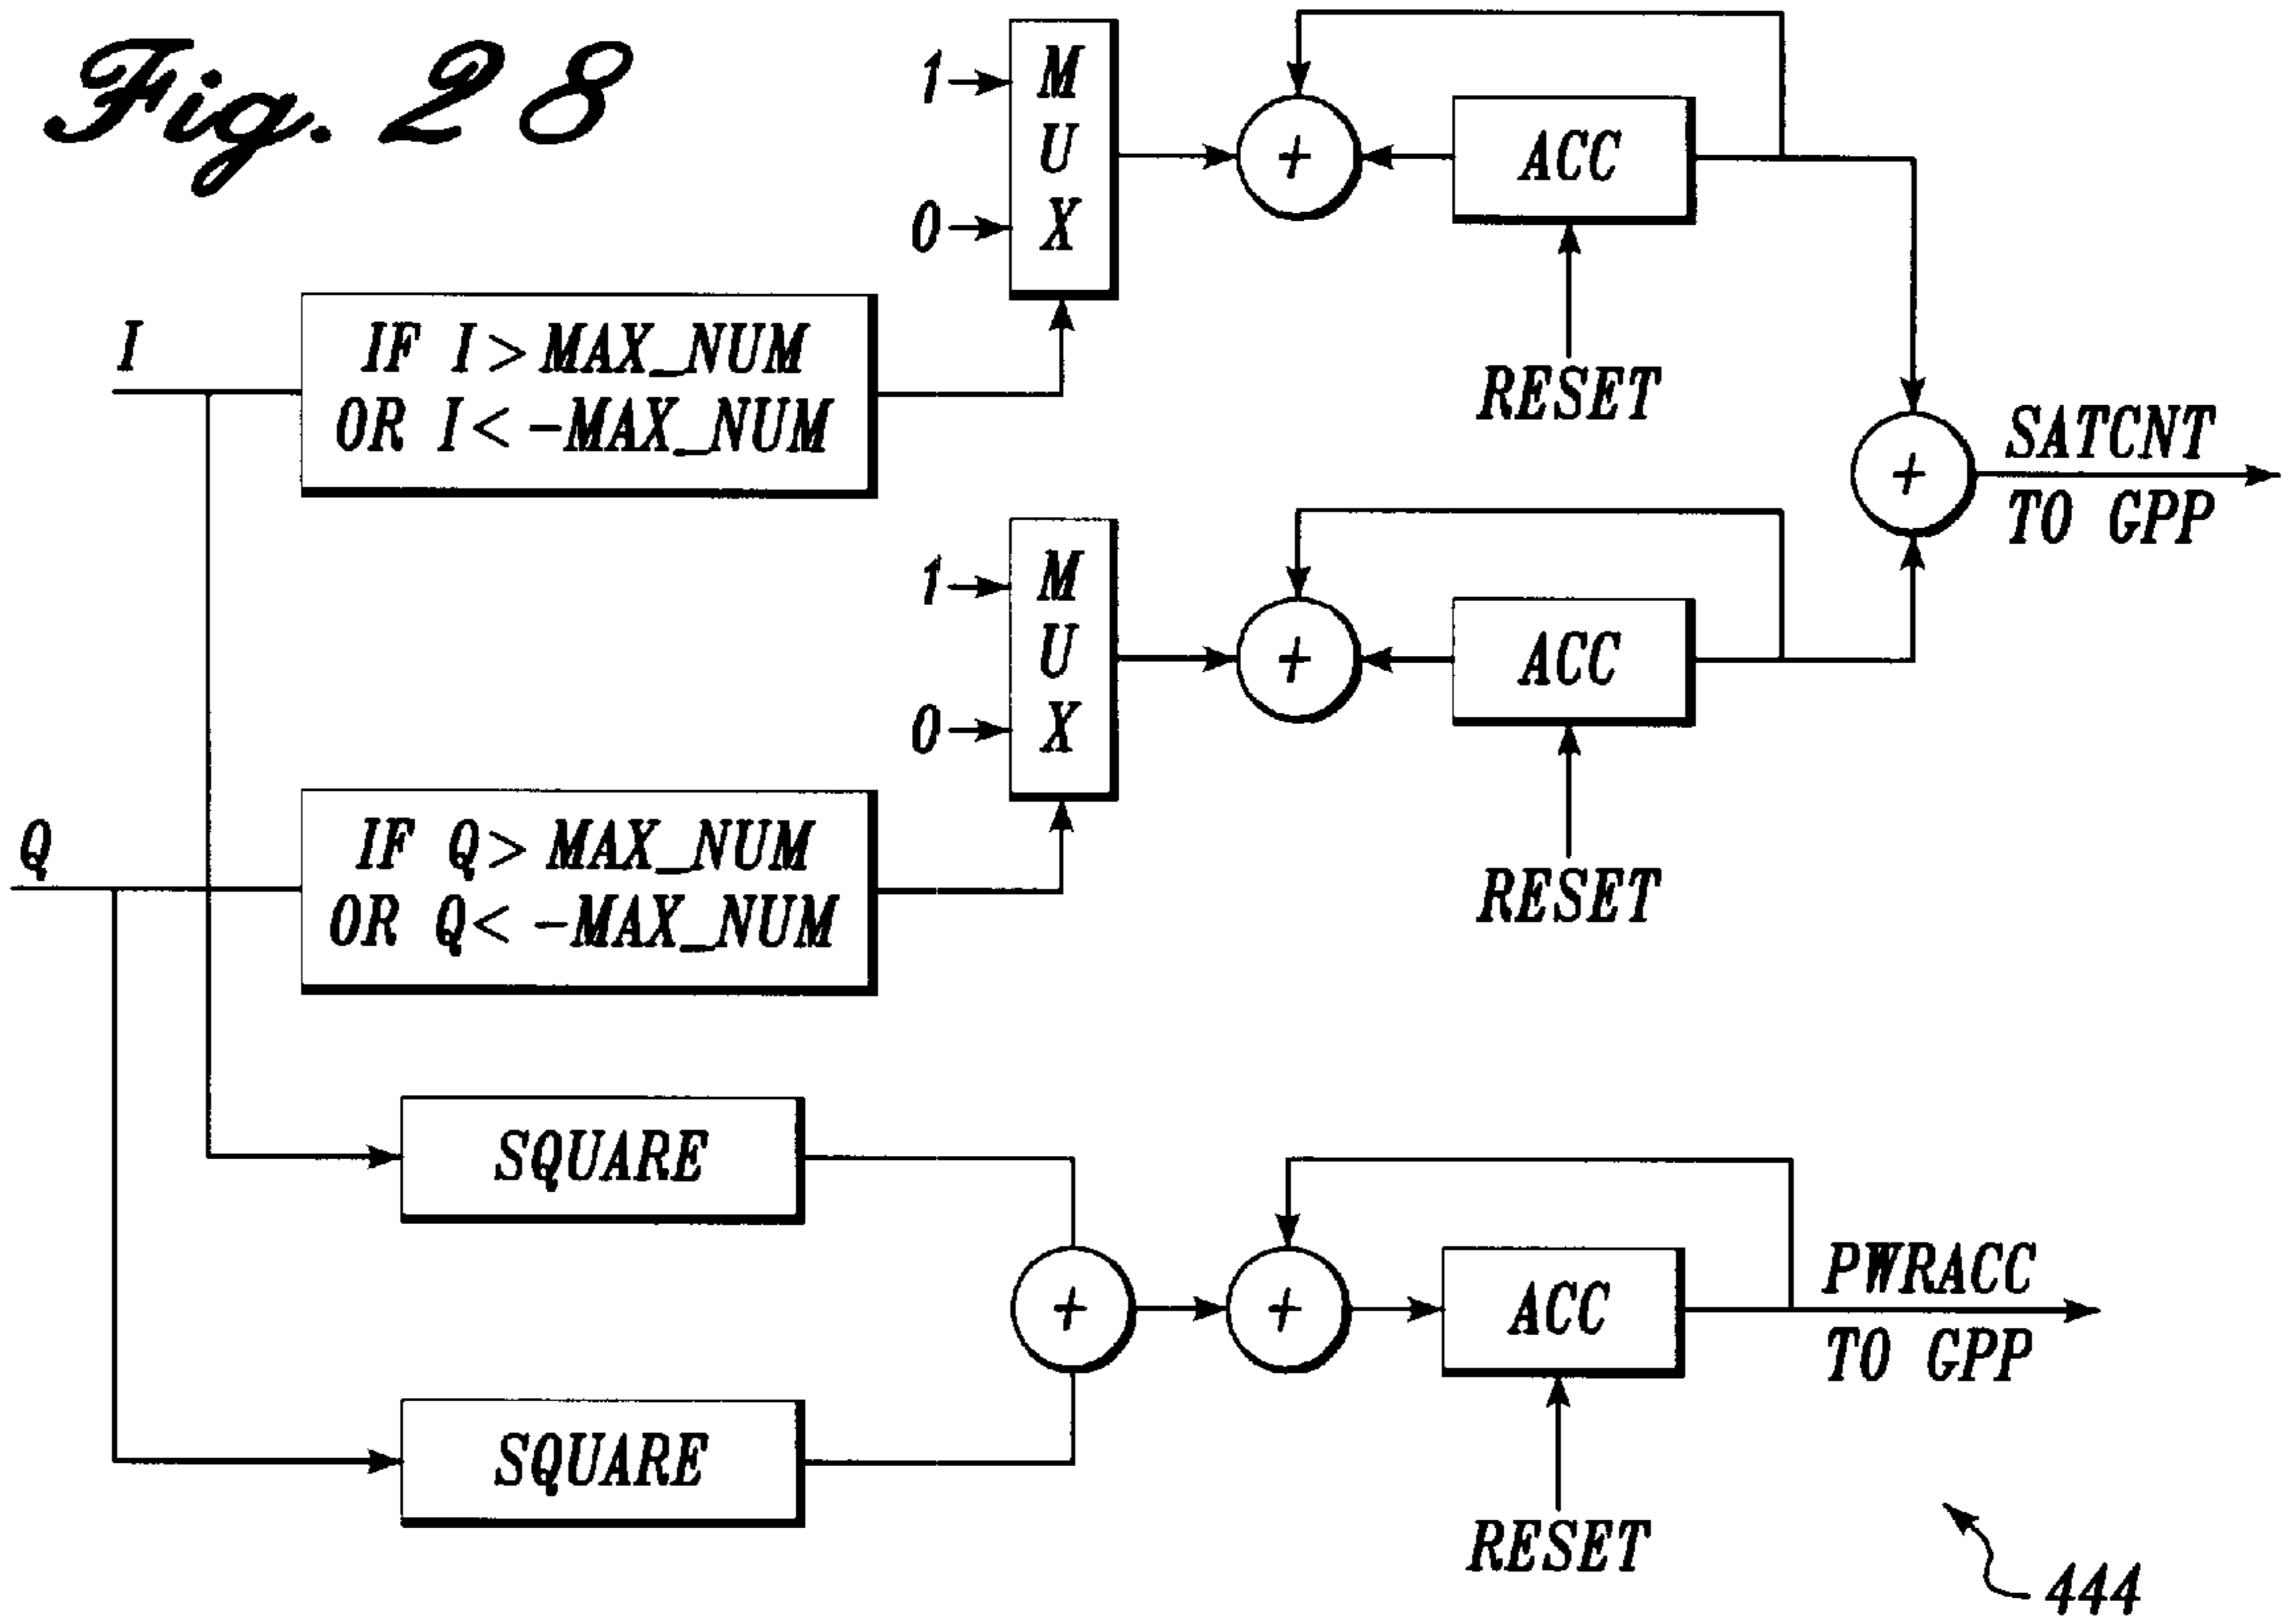 Fig. 28
1
M
U
X
0
+
ACC
RESET
I
IF I > MAX_NUM
OR I < -MAX_NUM
+
SATCNT
TO GPP
1
M
U
X
0
+
ACC
RESET
Q
IF Q > MAX_NUM
OR Q < -MAX_NUM
SQUARE
+
+
ACC
PWRACC
TO GPP
SQUARE
RESET
444